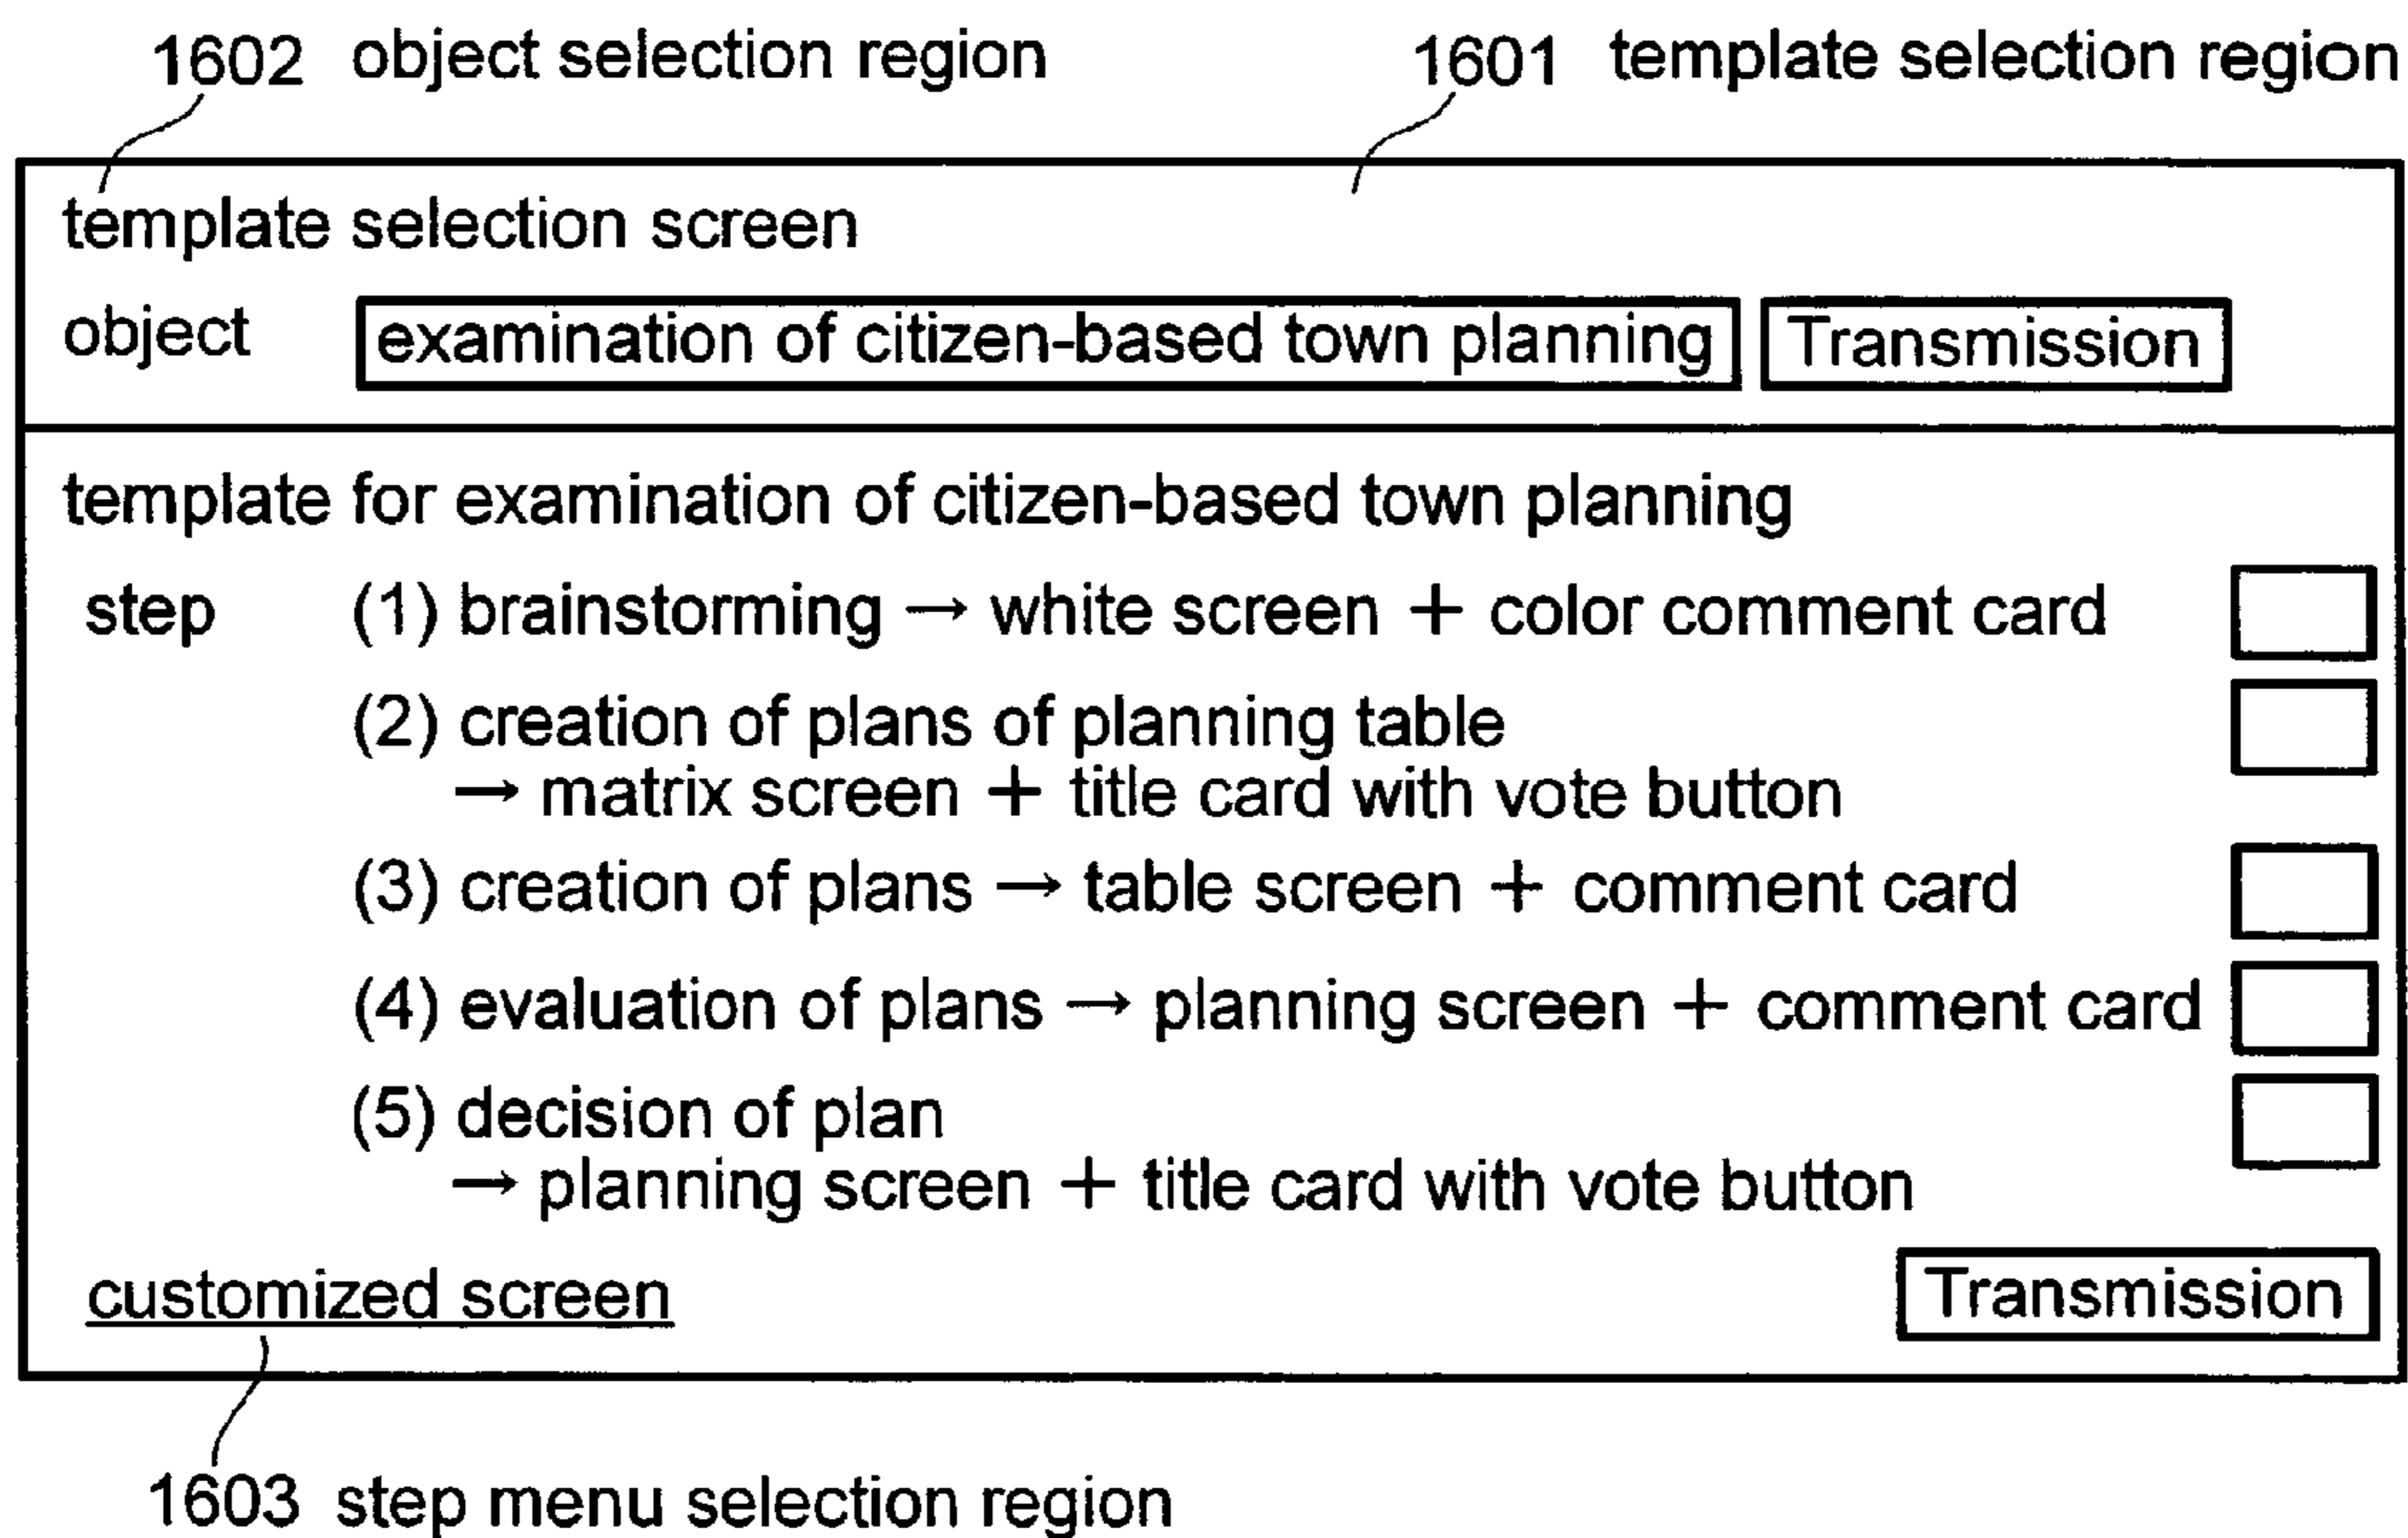 1602 object selection region 1601 template selection region
template selection screen
object examination of citizen-based town planning Transmission
template for examination of citizen-based town planning
step (1) brainstorming → white screen + color comment card
(2) creation of plans of planning table
→ matrix screen + title card with vote button
(3) creation of plans → table screen + comment card
(4) evaluation of plans → planning screen + comment card
(5) decision of plan
→ planning screen + title card with vote button
customized screen Transmission
1603 step menu selection region